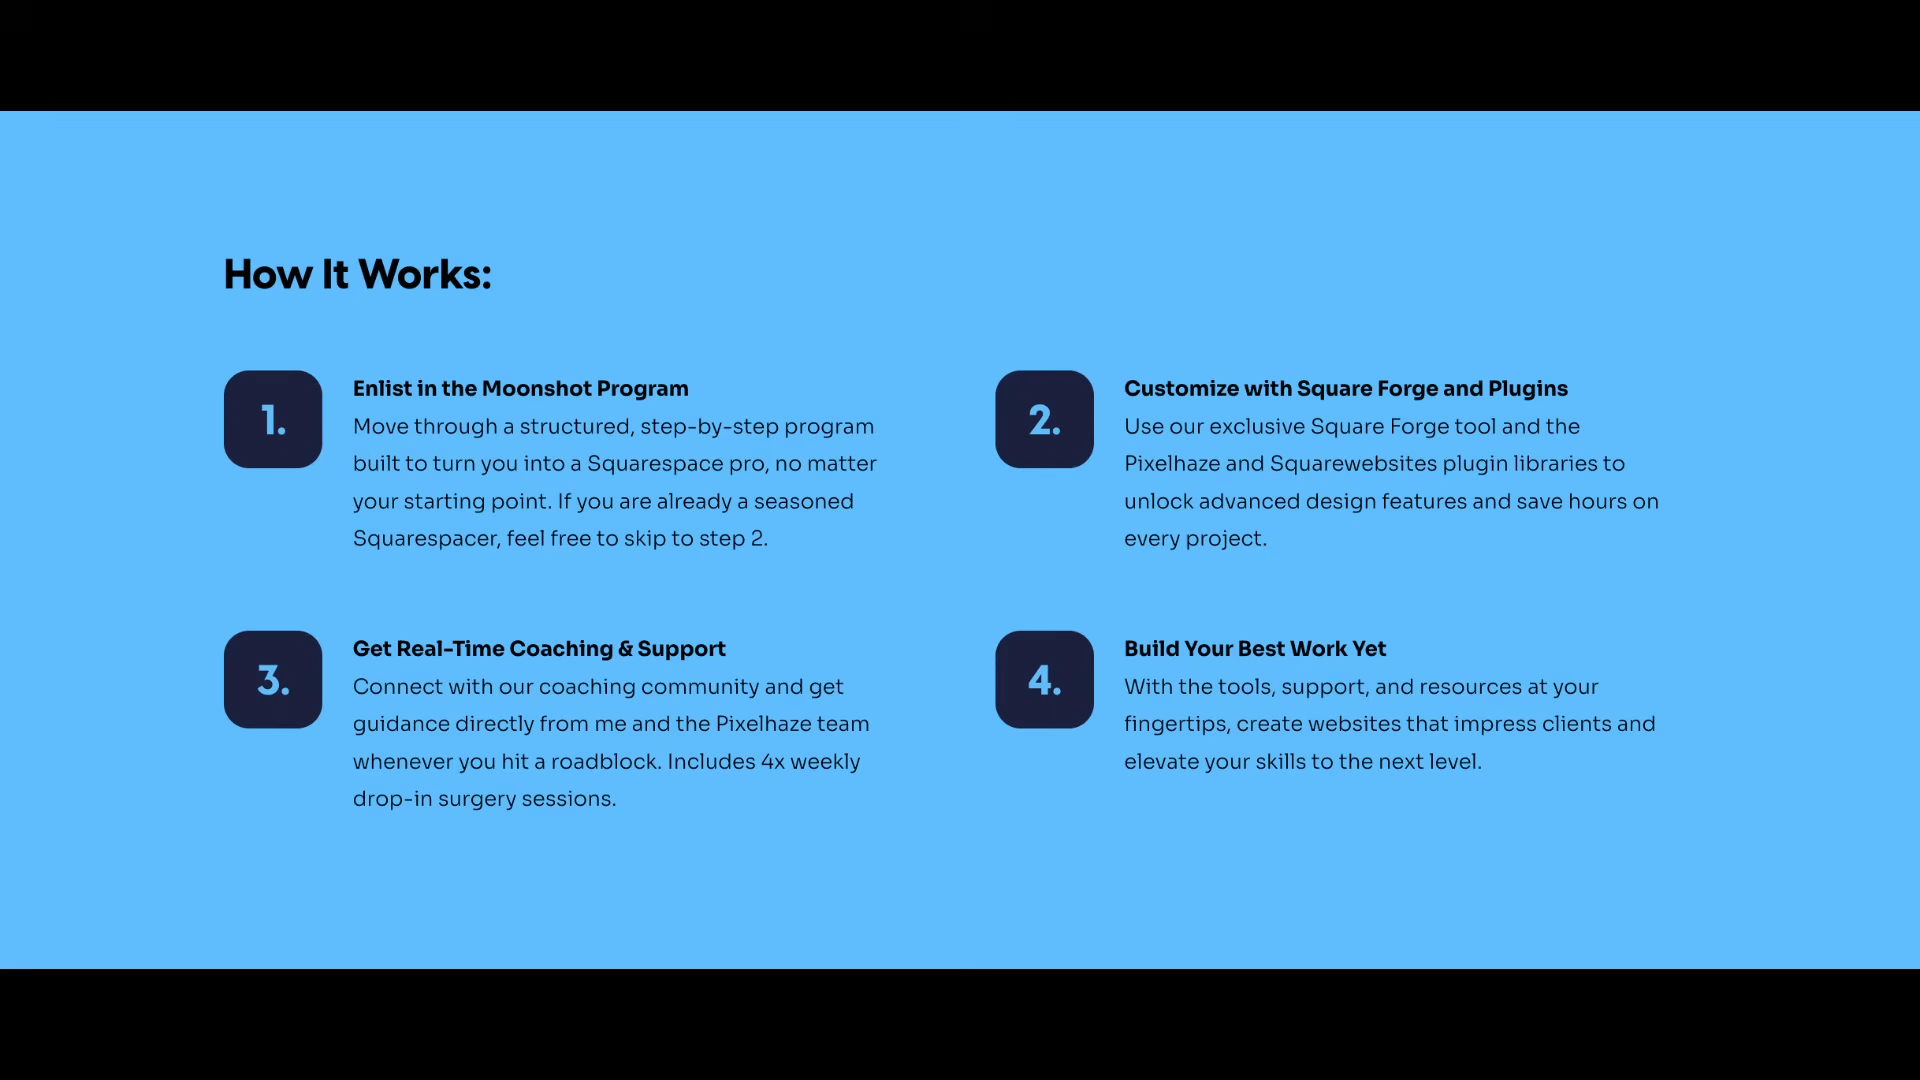 How It Works:
1.
Enlist in the Moonshot Program
Move through a structured, step-by-step program
built to turn you into a Squarespace pro, no matter
your starting point. If you are already a seasoned
Squarespacer, feel free to skip to step 2.
2.
Customize with Square Forge and Plugins
Use our exclusive Square Forge tool and the
Pixelhaze and Squarewebsites plugin libraries to
unlock advanced design features and save hours on
every project.
3.
Get Real-Time Coaching & Support
Connect with our coaching community and get
guidance directly from me and the Pixelhaze team
whenever you hit a roadblock. Includes 4x weekly
drop-in surgery sessions.
4.
Build Your Best Work Yet
With the tools, support, and resources at your
fingertips, create websites that impress clients and
elevate your skills to the next level.